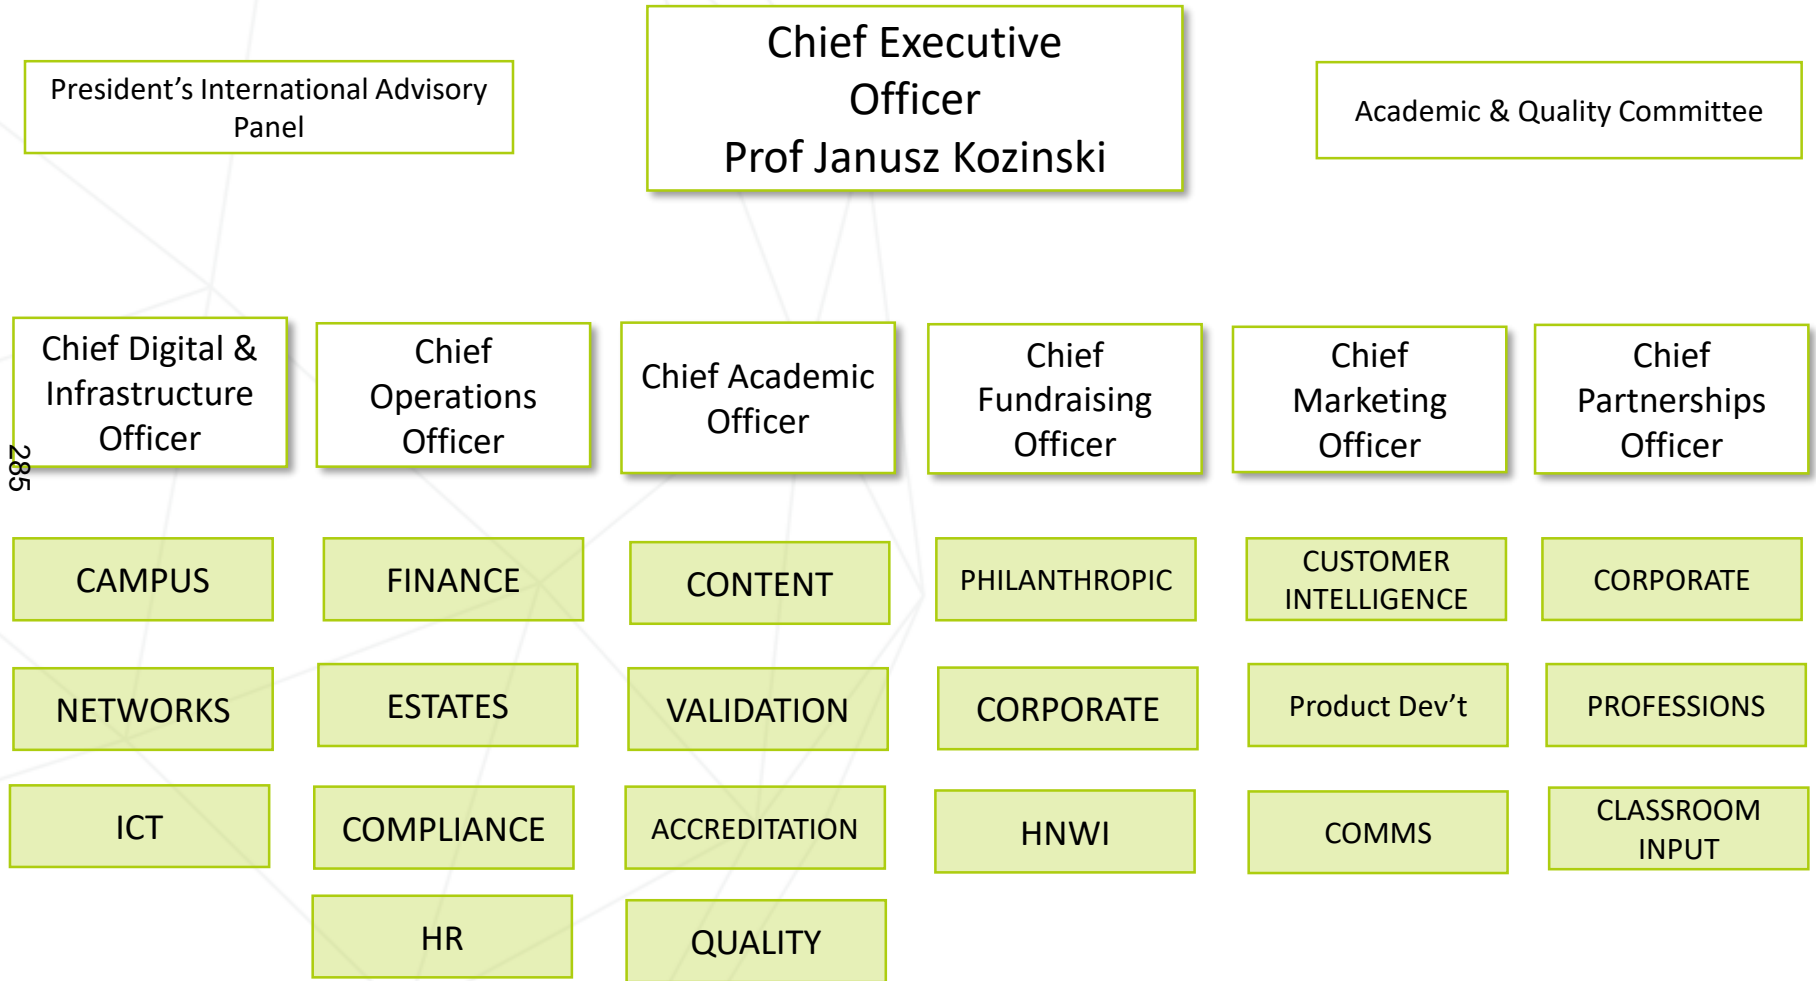 Chief Executive
Officer
Prof Janusz Kozinski
President’s International Advisory
Panel
Academic & Quality Committee
Chief Digital &
Infrastructure
Officer
Chief
Operations
Officer
Chief Academic
Officer
Chief
Fundraising
Officer
Chief
Marketing
Officer
Chief
Partnerships
Officer
285
CAMPUS
FINANCE
CONTENT
PHILANTHROPIC
CUSTOMER
INTELLIGENCE
CORPORATE
NETWORKS
ESTATES
VALIDATION
CORPORATE
Product Dev’t
PROFESSIONS
ICT
COMPLIANCE
ACCREDITATION
HNWI
COMMS
CLASSROOM
INPUT
HR
QUALITY